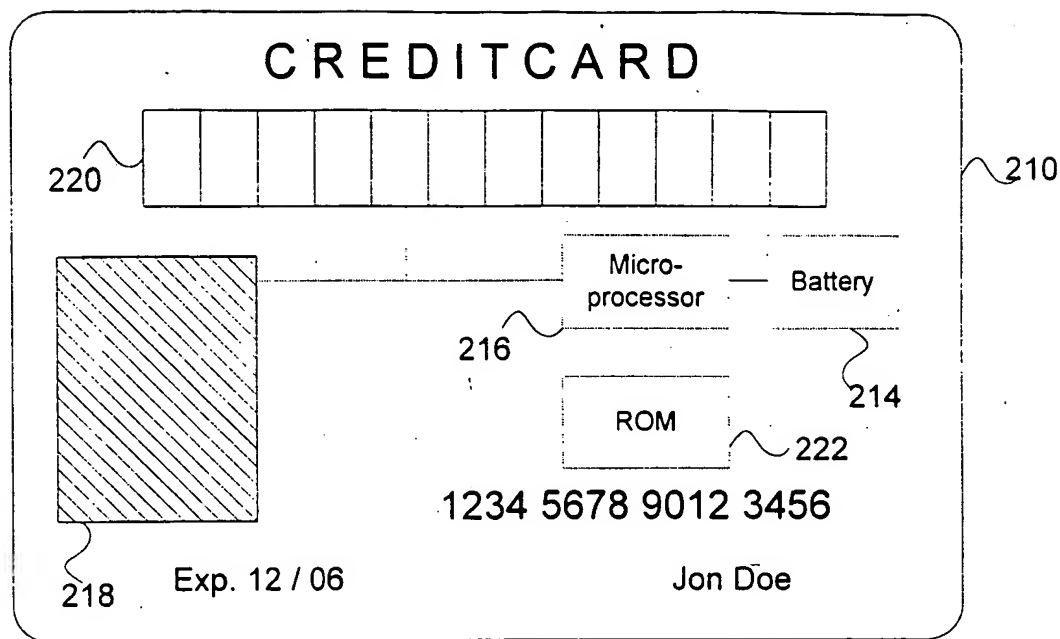 CREDITCARD
220
210
Micro-
processor
Battery
216
214
ROM
222
1234 5678 9012 3456
218
Exp. 12 / 06
Jon Doe